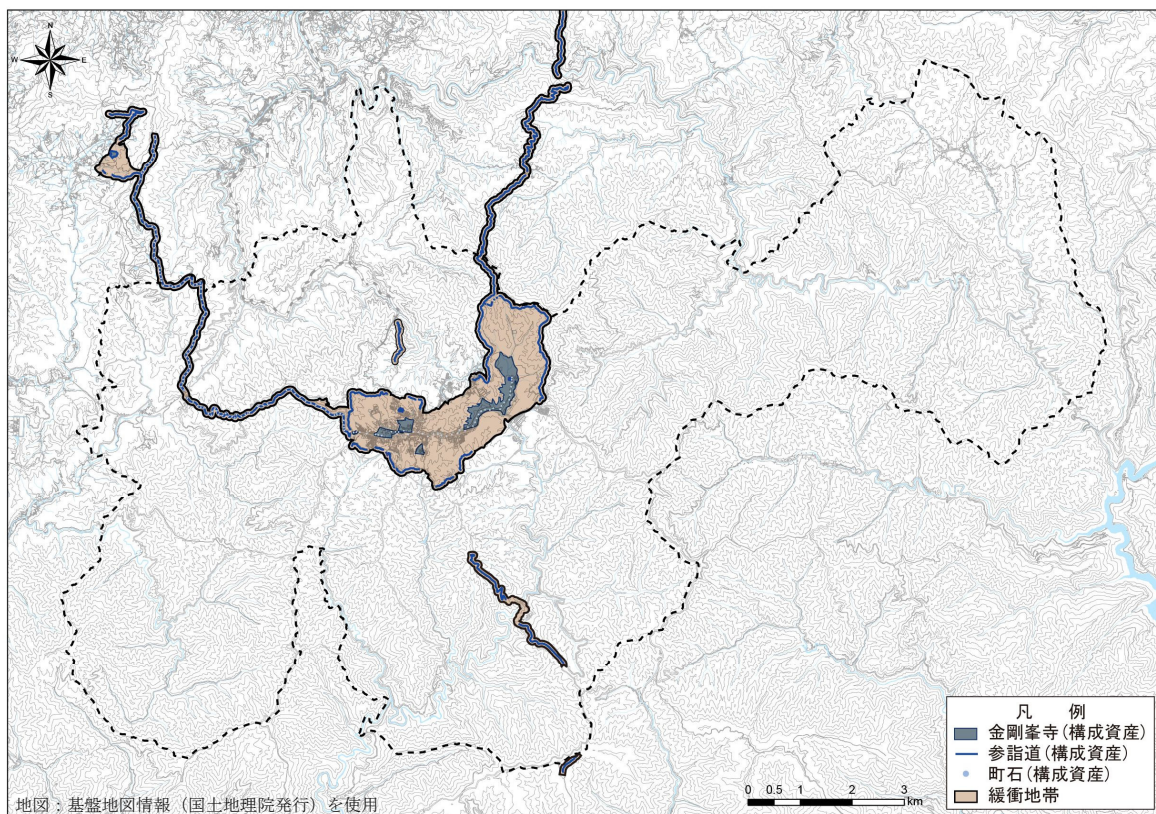 N
W E
S
凡 例
金剛峯寺(構成資産)
参詣道(構成資産)
町石(構成資産)
緩衝地帯
地図：基盤地図情報（国土地理院発行）を使用
0 0.5 1 2 3
km